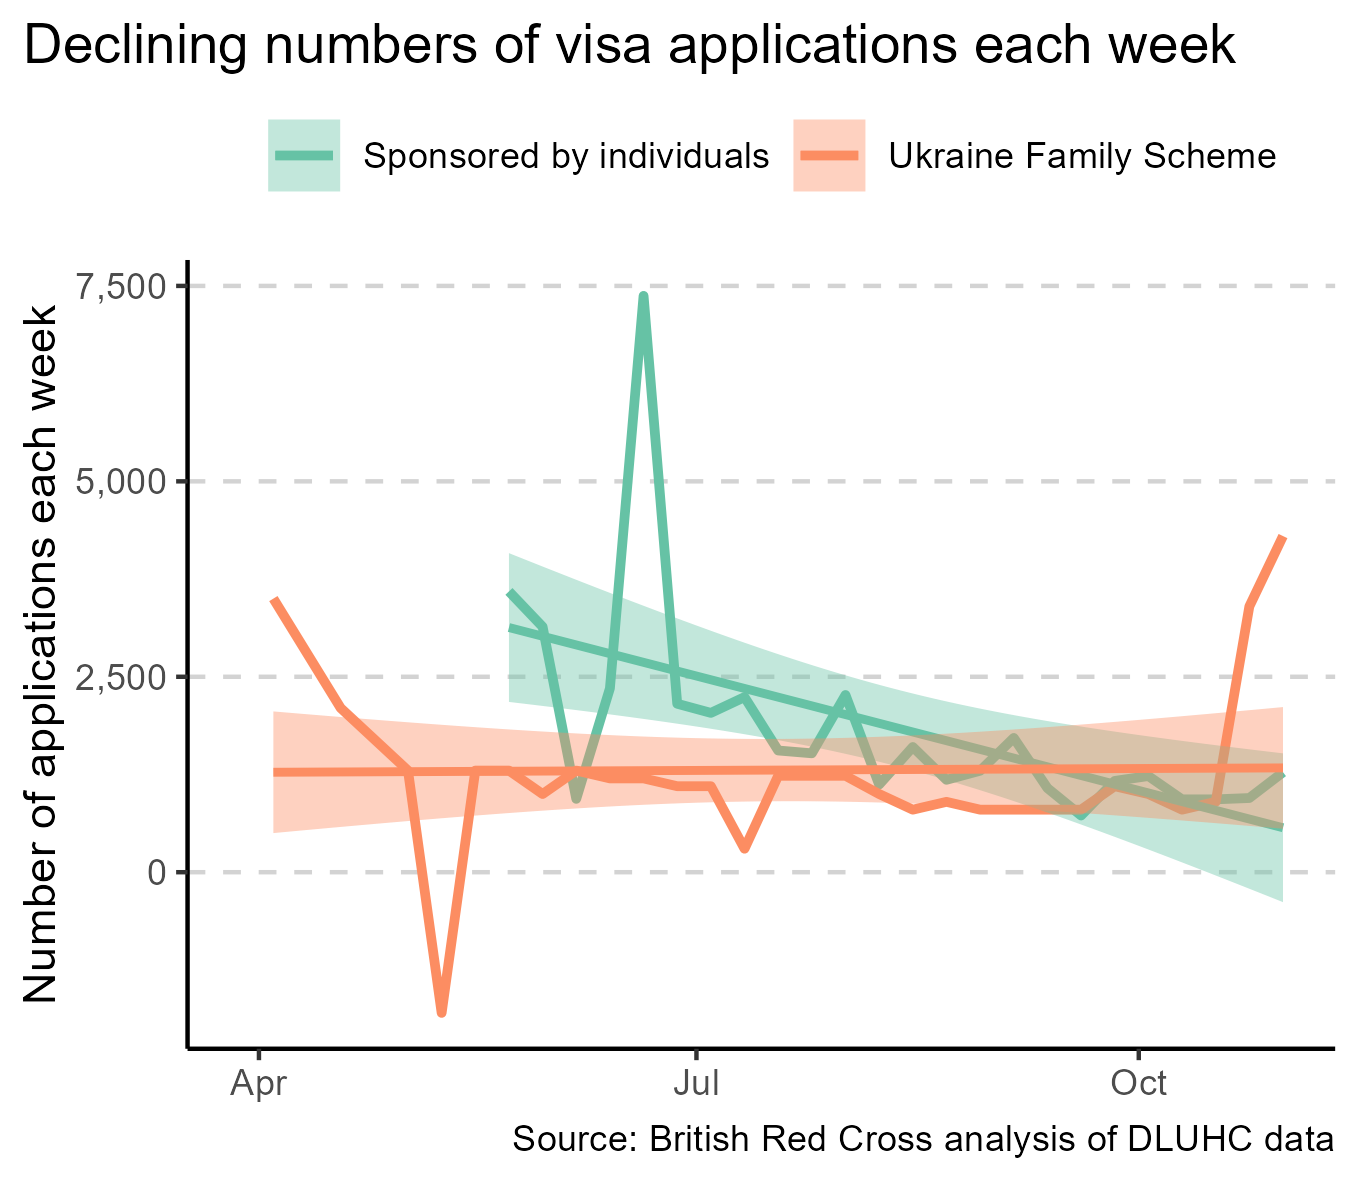 Declining numbers of visa applications each week
Sponsored by individuals
Ukraine Family Scheme
Number of applications each week
7,500
5,000
2,500
0
Apr
Jul
Oct
Source: British Red Cross analysis of DLUHC data